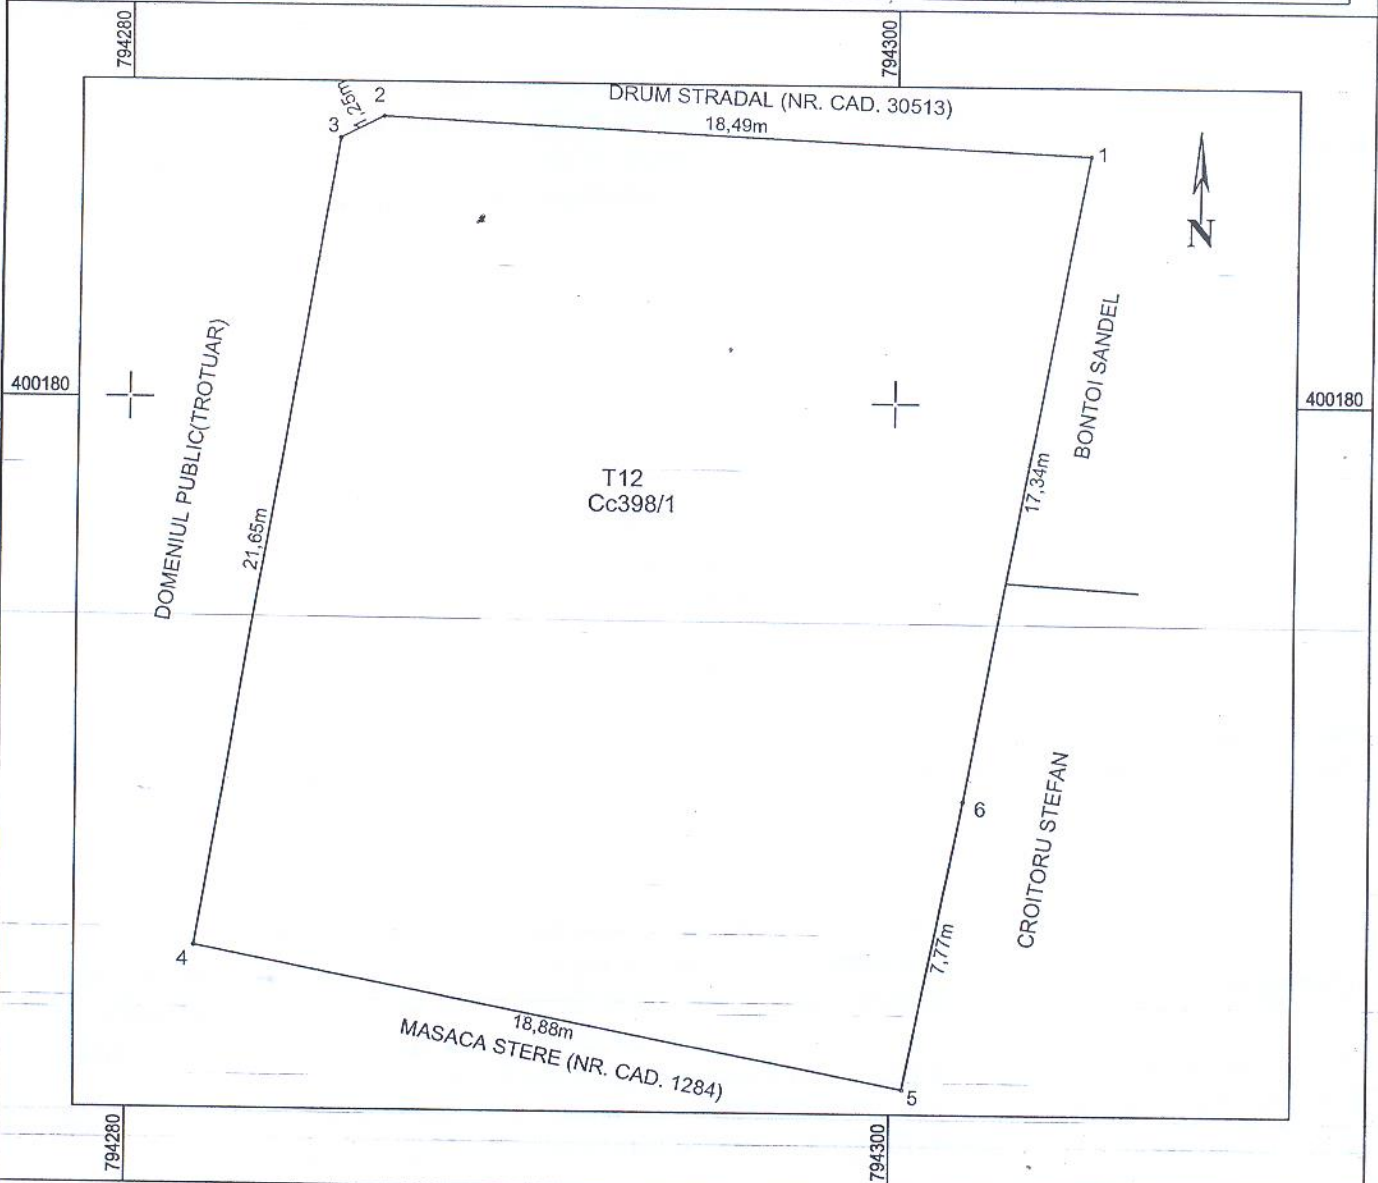 794280
794300
DRUM STRADAL (NR. CAD. 30513)
1,25m
2
18,49m
3
1
N
DOMENIUL PUBLIC(TROTUAR)
BONTOI SANDEL
400180
400180
17,34m
T12
Cc398/1
21,65m
6
CROITORU STEFAN
7,77m
4
18,88m
MASACA STERE (NR. CAD. 1284)
5
794280
794300